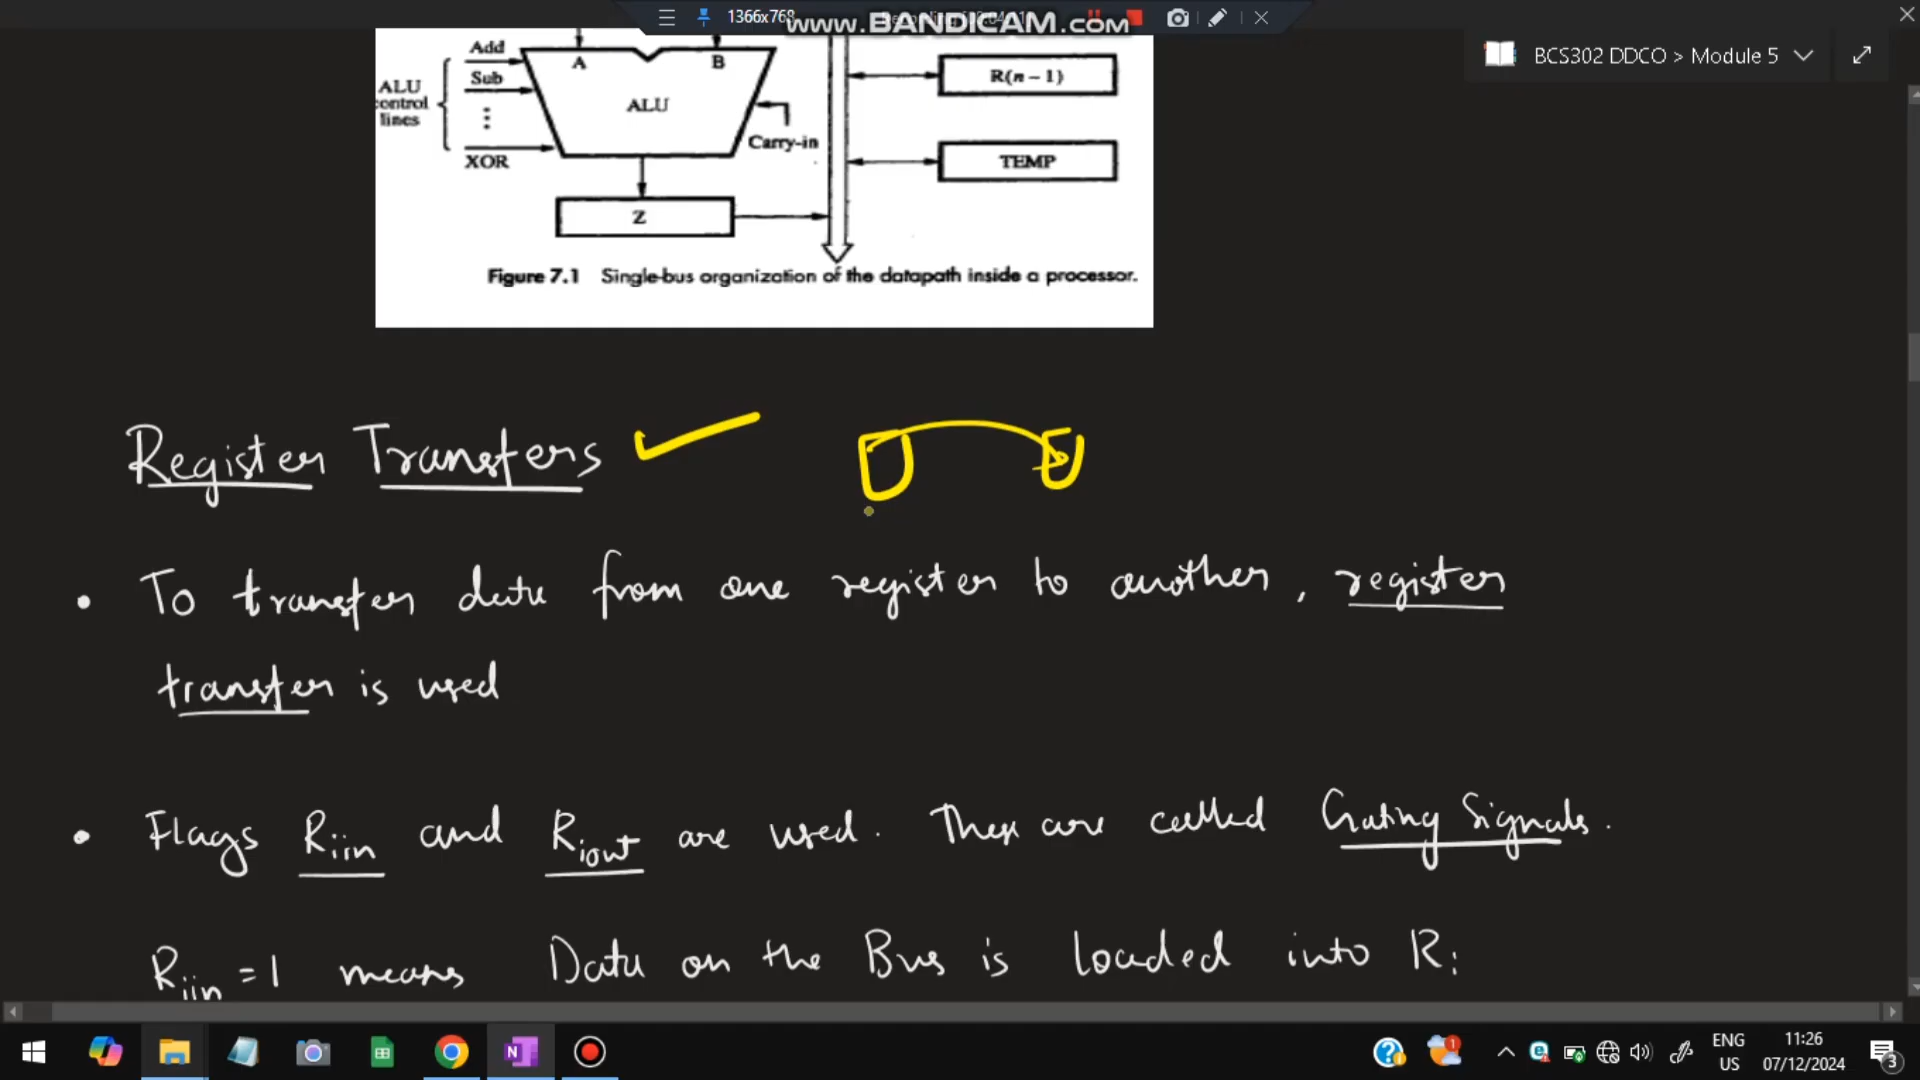 1366x768
www.BANDICAM.com
BCS302 DDCO > Module 5
Add
A
B
R(n – 1)
ALU
control
lines
Sub
ALU
Carry-in
XOR
TEMP
Z
Figure 7.1 Single-bus organization of the datapath inside a processor.
Register Transfers
• To transfer data from one register to another, register
transfer is used
• Flags Riin and Riout are used. They are called Gating Signals.
Riin = 1 means Data on the Bus is loaded into Ri
ENG
US
11:26
07/12/2024
1
3